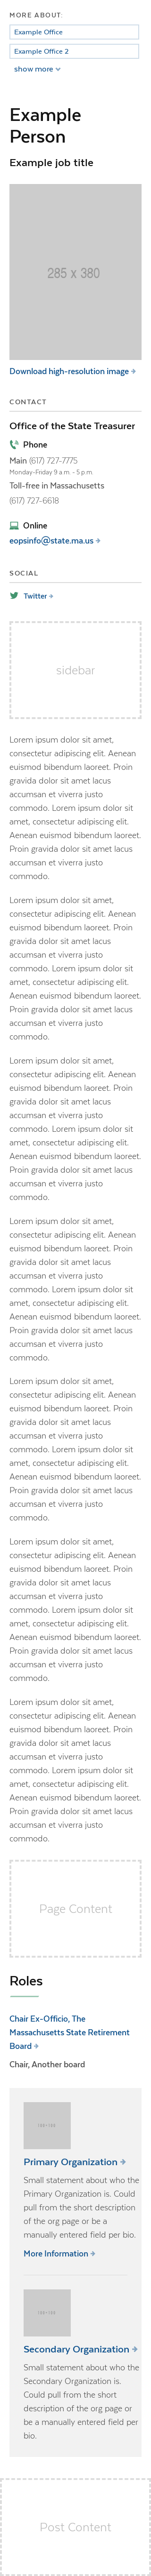 MORE ABOUT:
Example Office
Example Office 2
show more
Example
Person
Example job title
285 x 380
Download high-resolution image
CONTACT
Office of the State Treasurer
Phone
Main (617) 727-7775
Monday-Friday 9 a.m. - 5 p.m.
Toll-free in Massachusetts
(617) 727-6618
Online
eopsinfo@state.ma.us
SOCIAL
Twitter
sidebar
Lorem ipsum dolor sit amet,
consectetur adipiscing elit. Aenean
euismod bibendum laoreet. Proin
gravida dolor sit amet lacus
accumsan et viverra justo
commodo. Lorem ipsum dolor sit
amet, consectetur adipiscing elit.
Aenean euismod bibendum laoreet.
Proin gravida dolor sit amet lacus
accumsan et viverra justo
commodo.
Lorem ipsum dolor sit amet,
consectetur adipiscing elit. Aenean
euismod bibendum laoreet. Proin
gravida dolor sit amet lacus
accumsan et viverra justo
commodo. Lorem ipsum dolor sit
amet, consectetur adipiscing elit.
Aenean euismod bibendum laoreet.
Proin gravida dolor sit amet lacus
accumsan et viverra justo
commodo.
Lorem ipsum dolor sit amet,
consectetur adipiscing elit. Aenean
euismod bibendum laoreet. Proin
gravida dolor sit amet lacus
accumsan et viverra justo
commodo. Lorem ipsum dolor sit
amet, consectetur adipiscing elit.
Aenean euismod bibendum laoreet.
Proin gravida dolor sit amet lacus
accumsan et viverra justo
commodo.
Lorem ipsum dolor sit amet,
consectetur adipiscing elit. Aenean
euismod bibendum laoreet. Proin
gravida dolor sit amet lacus
accumsan et viverra justo
commodo. Lorem ipsum dolor sit
amet, consectetur adipiscing elit.
Aenean euismod bibendum laoreet.
Proin gravida dolor sit amet lacus
accumsan et viverra justo
commodo.
Lorem ipsum dolor sit amet,
consectetur adipiscing elit. Aenean
euismod bibendum laoreet. Proin
gravida dolor sit amet lacus
accumsan et viverra justo
commodo. Lorem ipsum dolor sit
amet, consectetur adipiscing elit.
Aenean euismod bibendum laoreet.
Proin gravida dolor sit amet lacus
accumsan et viverra justo
commodo.
Lorem ipsum dolor sit amet,
consectetur adipiscing elit. Aenean
euismod bibendum laoreet. Proin
gravida dolor sit amet lacus
accumsan et viverra justo
commodo. Lorem ipsum dolor sit
amet, consectetur adipiscing elit.
Aenean euismod bibendum laoreet.
Proin gravida dolor sit amet lacus
accumsan et viverra justo
commodo.
Lorem ipsum dolor sit amet,
consectetur adipiscing elit. Aenean
euismod bibendum laoreet. Proin
gravida dolor sit amet lacus
accumsan et viverra justo
commodo. Lorem ipsum dolor sit
amet, consectetur adipiscing elit.
Aenean euismod bibendum laoreet.
Proin gravida dolor sit amet lacus
accumsan et viverra justo
commodo.
Page Content
Roles
Chair Ex-Officio, The
Massachusetts State Retirement
Board
Chair, Another board
Primary Organization
Small statement about who the
Primary Organization is. Could
pull from the short description
of the org page or be a
manually entered field per bio.
More Information
Secondary Organization
Small statement about who the
Secondary Organization is.
Could pull from the short
description of the org page or
be a manually entered field per
bio.
Post Content